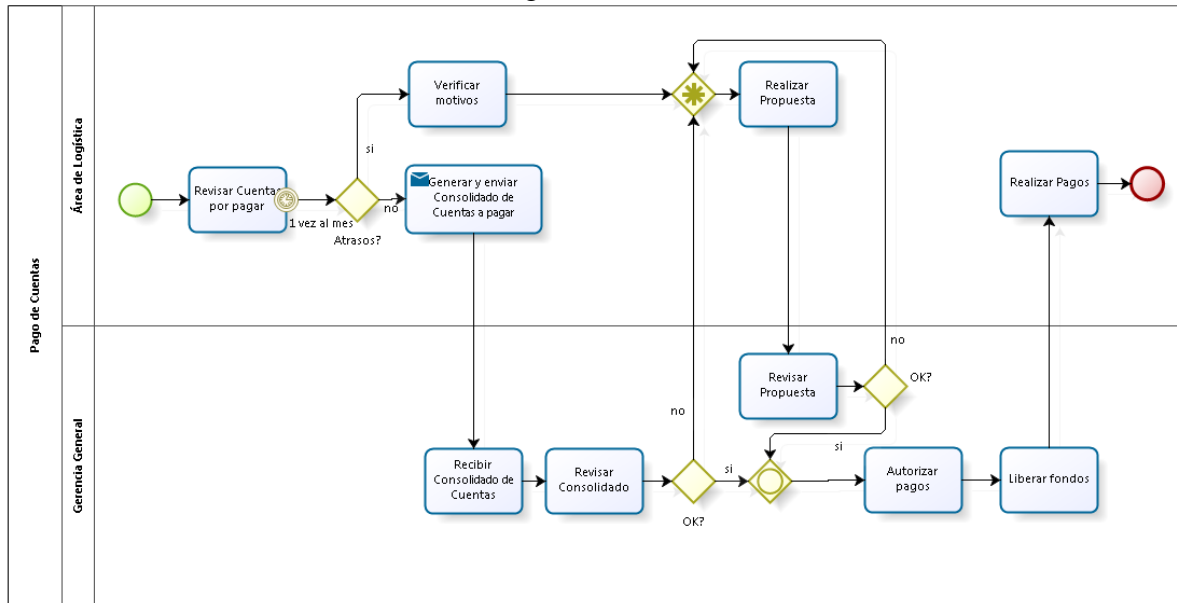 Pago de Cuentas
Área de Logística
Revisar Cuentas
por pagar
1 vez al mes
Atrasos?
si
no
Verificar
motivos
Generar y enviar
Consolidado de
Cuentas a pagar
Realizar
Propuesta
Realizar Pagos
Gerencia General
Recibir
Consolidado de
Cuentas
Revisar
Consolidado
OK?
no
si
Revisar
Propuesta
OK?
no
si
Autorizar
pagos
Liberar fondos